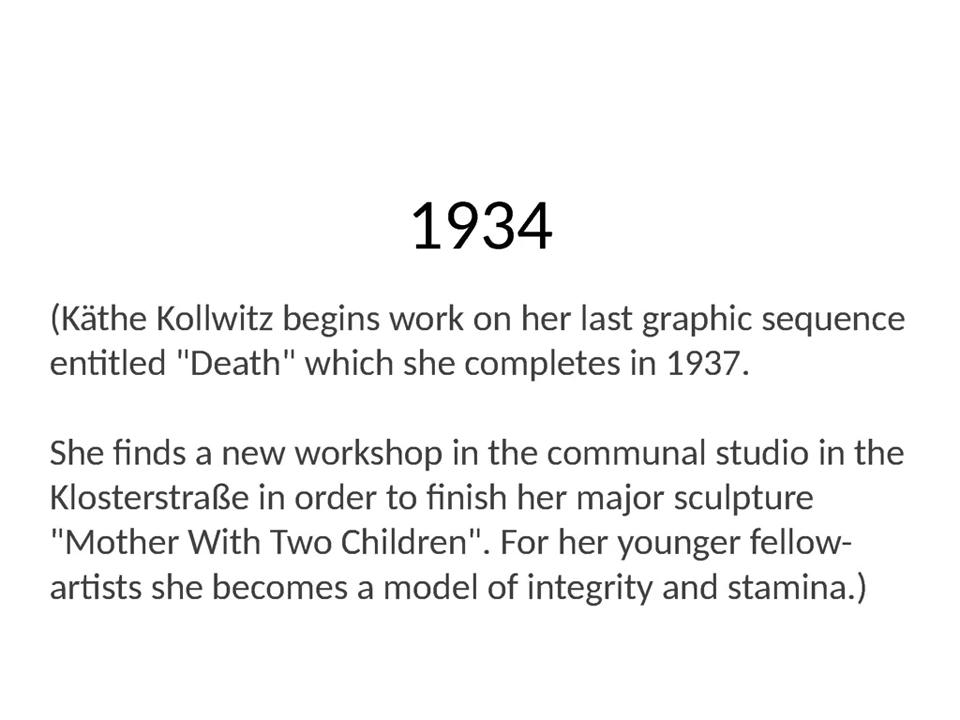 1934
(Käthe Kollwitz begins work on her last graphic sequence
entitled "Death" which she completes in 1937.
She finds a new workshop in the communal studio in the
Klosterstraße in order to finish her major sculpture
"Mother With Two Children". For her younger fellow-
artists she becomes a model of integrity and stamina.)